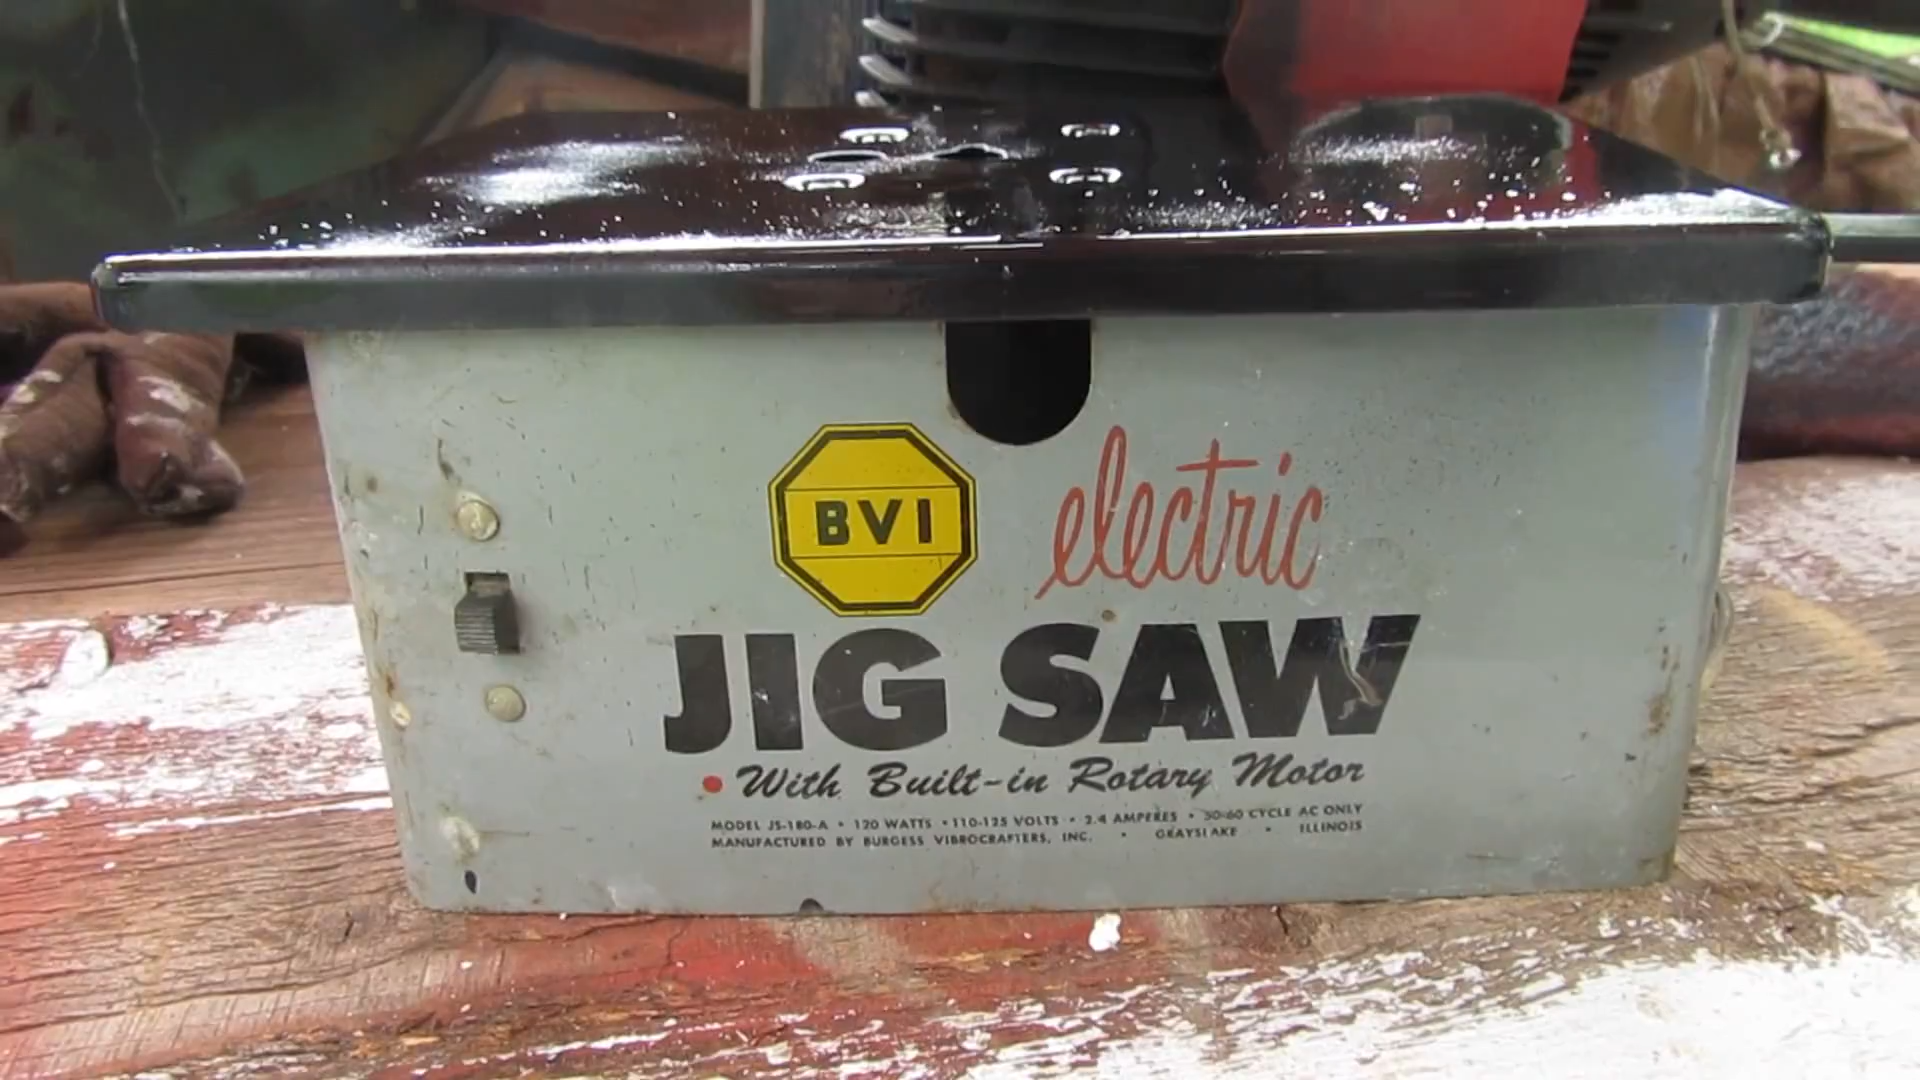 BVI
electric
JIG SAW
• With Built-in Rotary Motor
MODEL JS-180-A • 120 WATTS • 110-125 VOLTS • 2.4 AMPERES • 50-60 CYCLE AC ONLY
MANUFACTURED BY BURGESS VIBROCRAFTERS, INC. • GRAYSLAKE • ILLINOIS